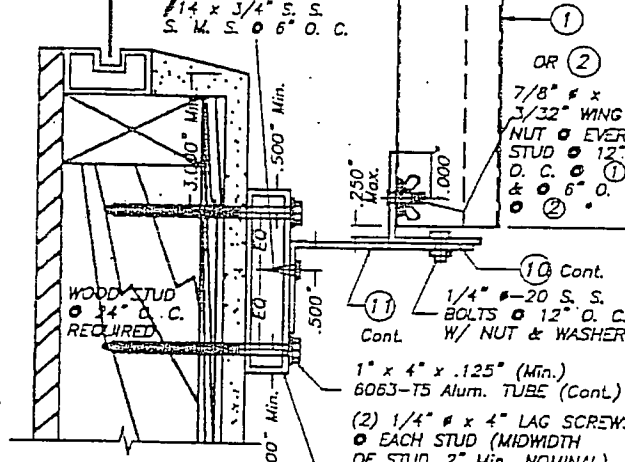 #14 x 3/4" S. S.
S. M. S. @ 6" O. C.
1
OR 2
7/8" ø x
3/32" WING
NUT @ EVER
STUD @ 12"
O. C. @ 1
& @ 6" O.
@ 2
3.000" Min.
.500" Min.
.250"
Max.
.000"
EQ
EQ
.500"
WOOD STUD
@ 24" O. C.
REQUIRED
10 Cont.
11
Cont.
1/4" ø-20 S. S.
BOLTS @ 12" O. C.
W/ NUT & WASHER
1" x 4" x .125" (Min.)
6063-T5 Alum. TUBE (Cont.)
(2) 1/4" ø x 4" LAG SCREWS
@ EACH STUD (MIDWIDTH
OF STUD, 2" Min. NOMINAL)
00" Min.